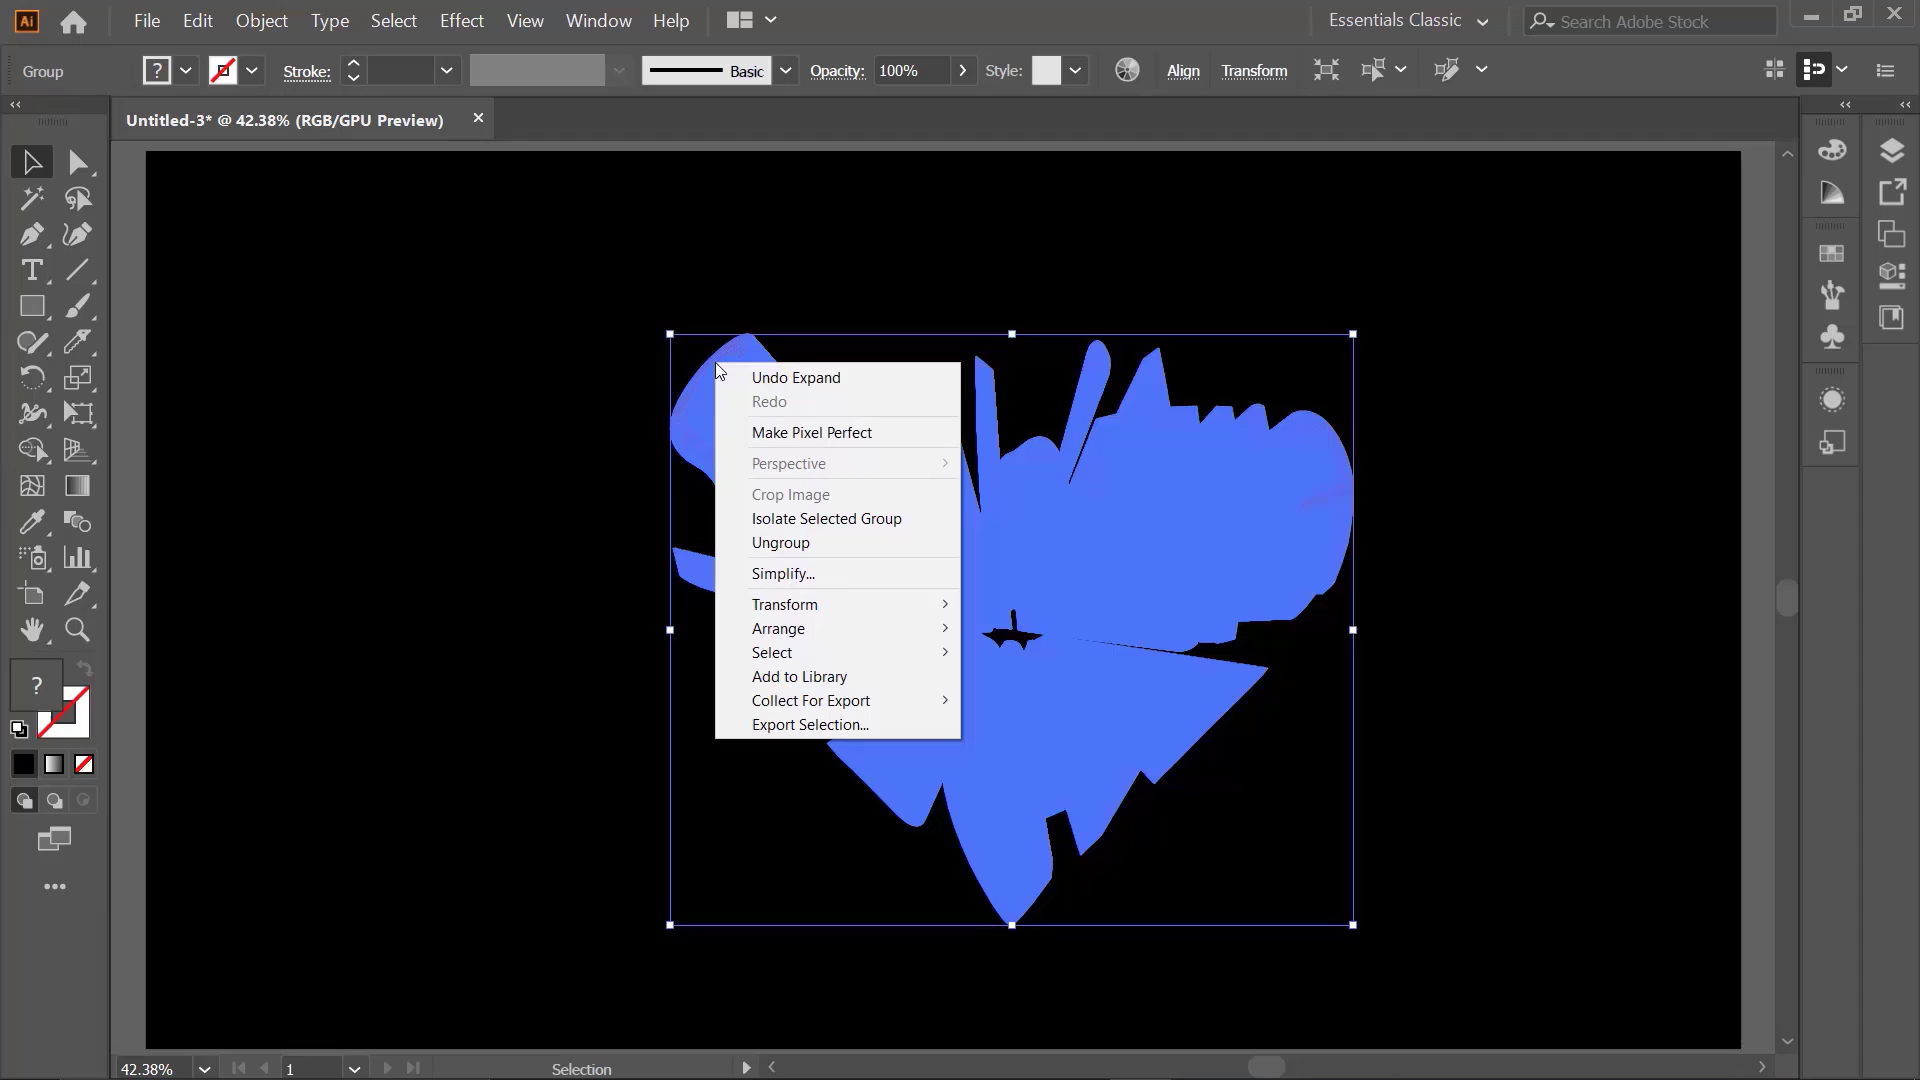 Ai File Edit Object Type Select Effect View Window Help Essentials Classic Search Adobe Stock
Group ? Stroke: Basic Opacity: 100% Style: Align Transform
Untitled-3* @ 42.38% (RGB/GPU Preview)
Undo Expand
Redo
Make Pixel Perfect
Perspective
Crop Image
Isolate Selected Group
Ungroup
Simplify...
Transform
Arrange
Select
Add to Library
Collect For Export
Export Selection...
T
?
42.38% 1 Selection